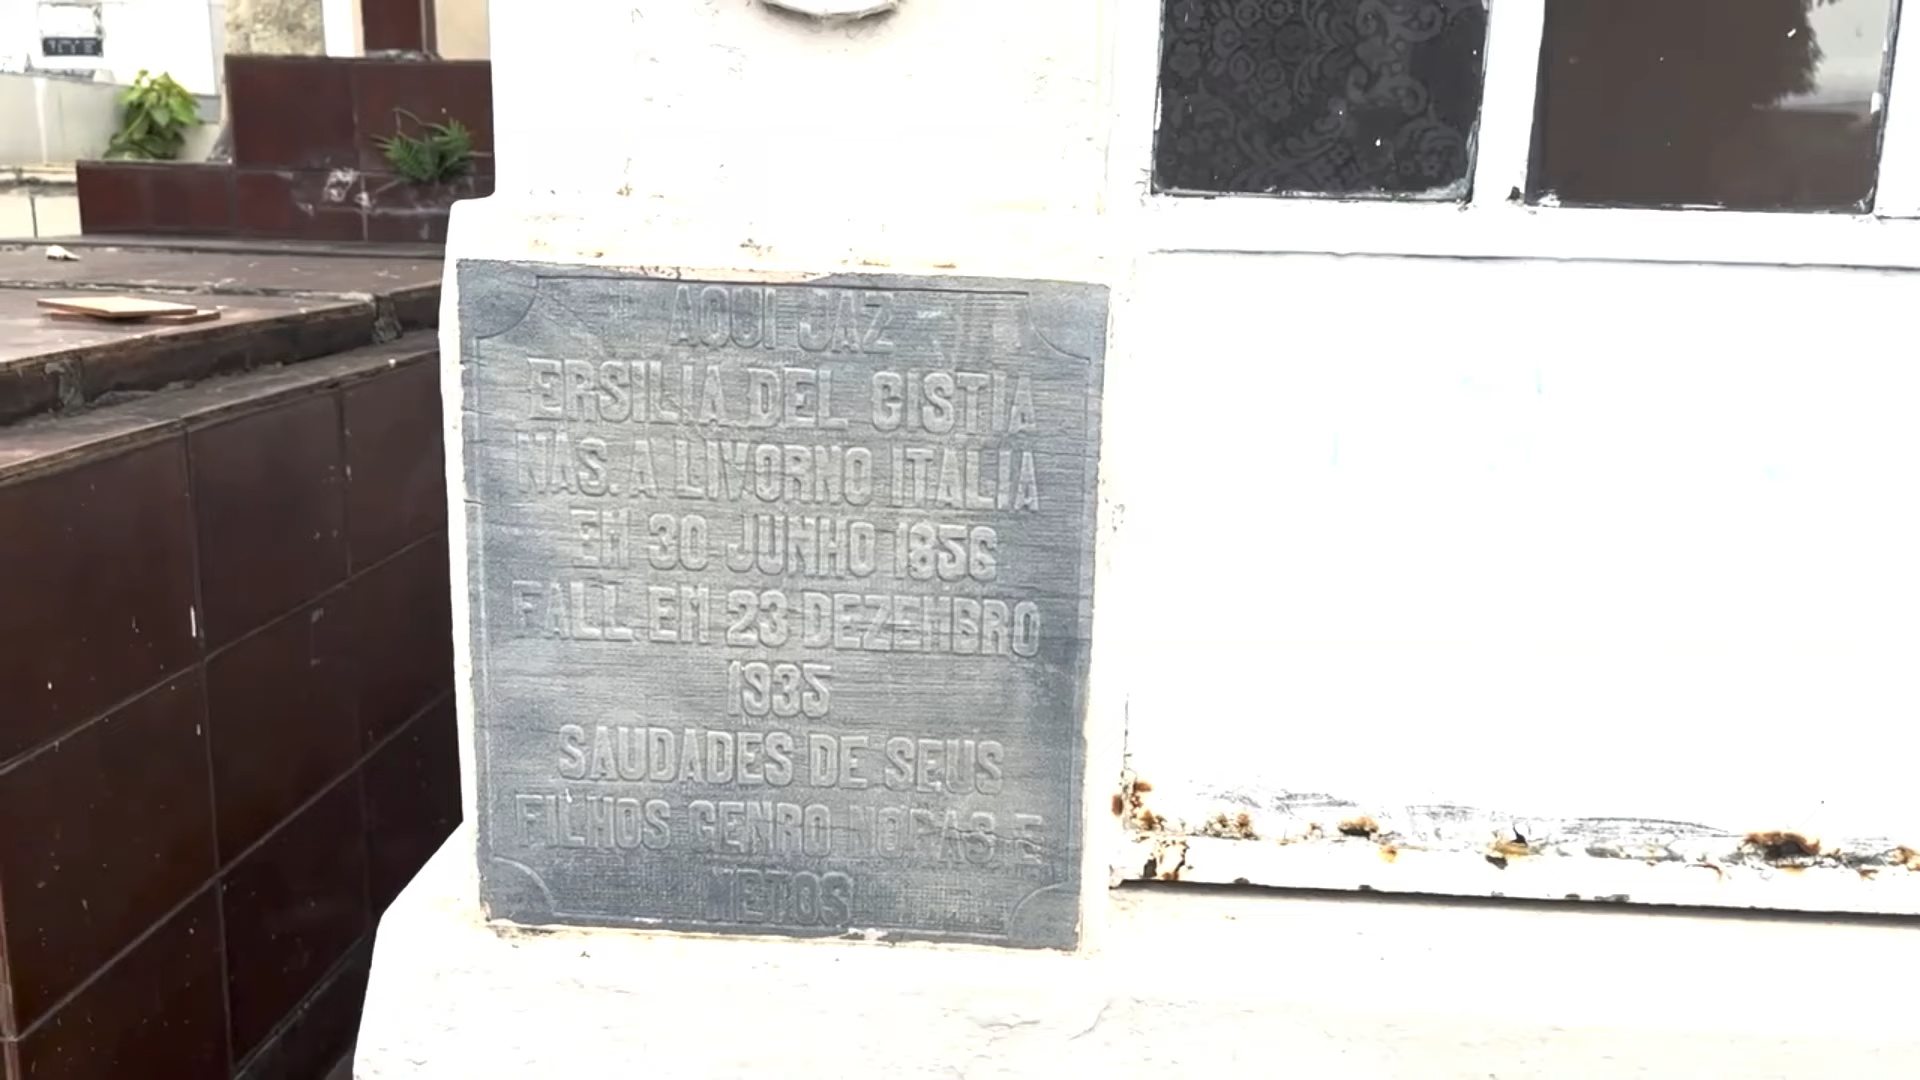 AQUI JAZ
ERSILIA DEL CISTIA
NAS. A LIVORNO ITALIA
EM 30 JUNHO 1856
FALL EM 23 DEZEMBRO
1935
SAUDADES DE SEUS
FILHOS GENRO NORAS E
NETOS